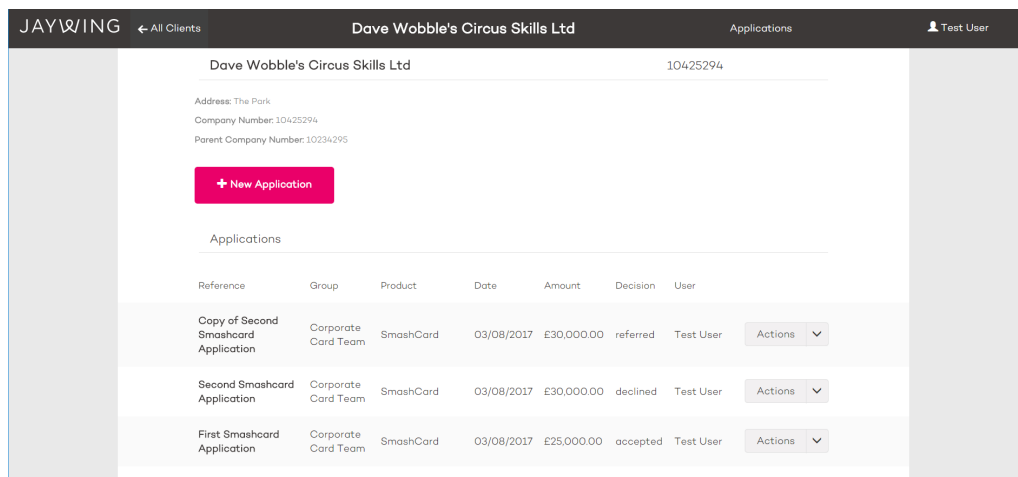 JAYWING ← All Clients Dave Wobble's Circus Skills Ltd Applications Test User
Dave Wobble's Circus Skills Ltd 10425294
Address: The Park
Company Number: 10425294
Parent Company Number: 10234295
+ New Application
Applications
Reference Group Product Date Amount Decision User
Copy of Second
Smashcard
Application
Corporate
Card Team
SmashCard 03/08/2017 £30,000.00 referred Test User Actions
Second Smashcard
Application
Corporate
Card Team
SmashCard 03/08/2017 £30,000.00 declined Test User Actions
First Smashcard
Application
Corporate
Card Team
SmashCard 03/08/2017 £25,000.00 accepted Test User Actions